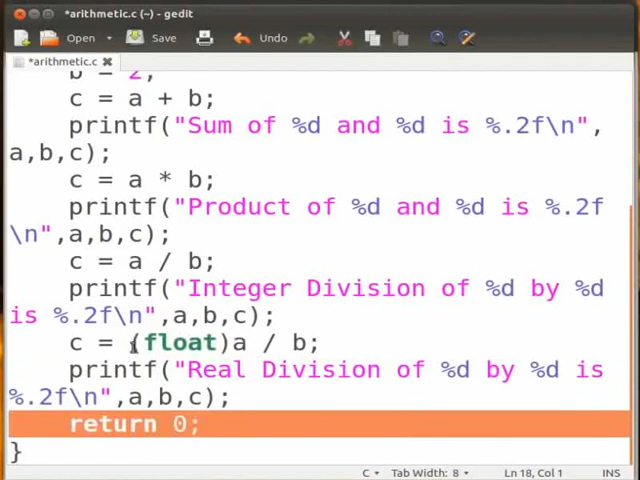 *arithmetic.c (~) - gedit
Open Save Undo
*arithmetic.c
b = 2;
c = a + b;
printf("Sum of %d and %d is %.2f\n",
a,b,c);
c = a * b;
printf("Product of %d and %d is %.2f
\n",a,b,c);
c = a / b;
printf("Integer Division of %d by %d
is %.2f\n",a,b,c);
c = (float)a / b;
printf("Real Division of %d by %d is
%.2f\n",a,b,c);
return 0;
}
C Tab Width: 8 Ln 18, Col 1 INS